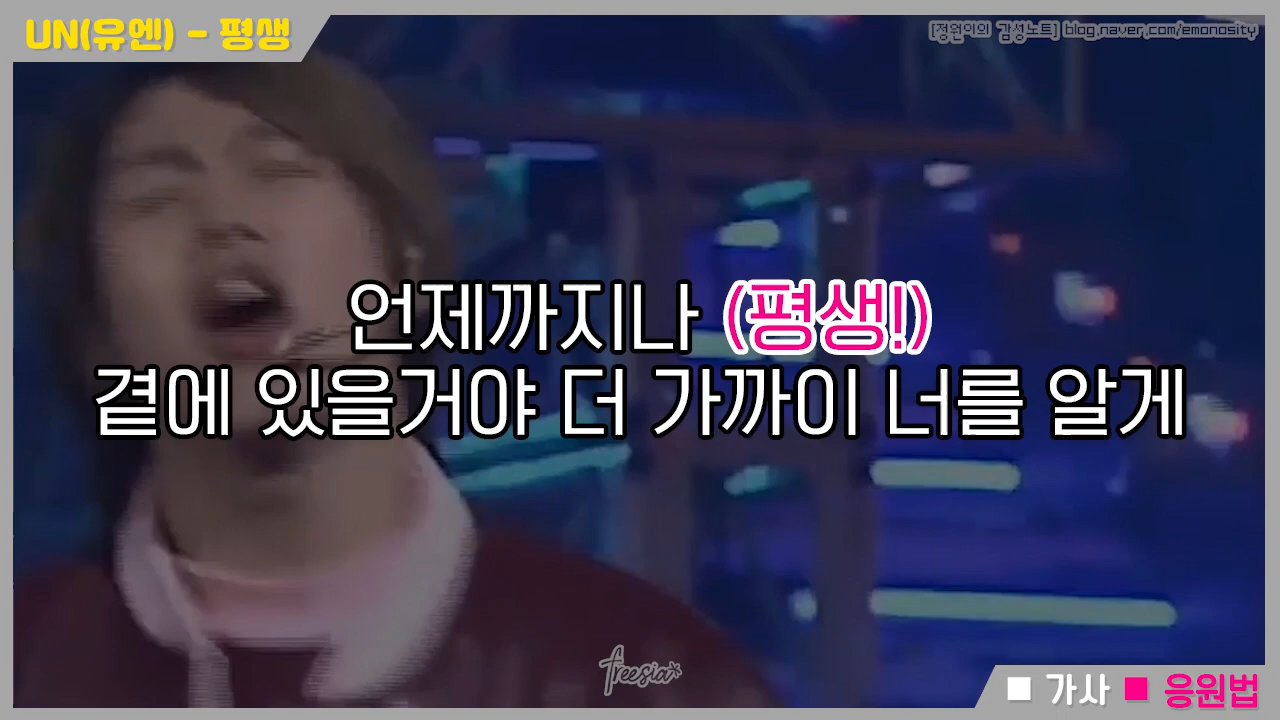 UN(유엔) - 평생
[정원이의 감성노트] blog.naver.com/emonosity
언제까지나 (평생!)
곁에 있을거야 더 가까이 너를 알게
freesia*
■ 가사 ■ 응원법